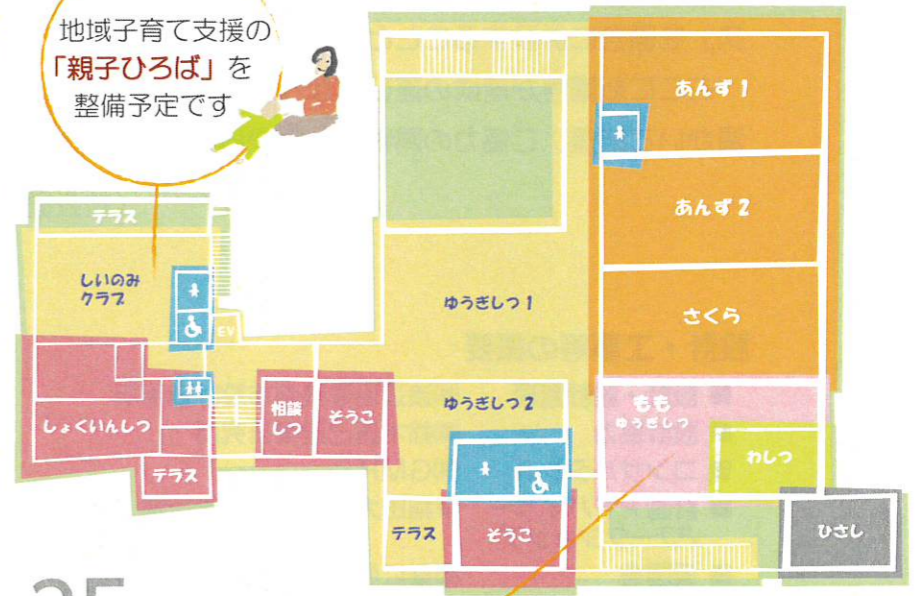 地域子育て支援の
「親子ひろば」を
整備予定です
あんず1
あんず2
さくら
テラス
しいのみ
クラブ
EV
ゆうぎしつ1
ゆうぎしつ2
もも
ゆうぎしつ
わしつ
しょくいんしつ
相談
しつ
そうこ
テラス
テラス
そうこ
ひさし
25